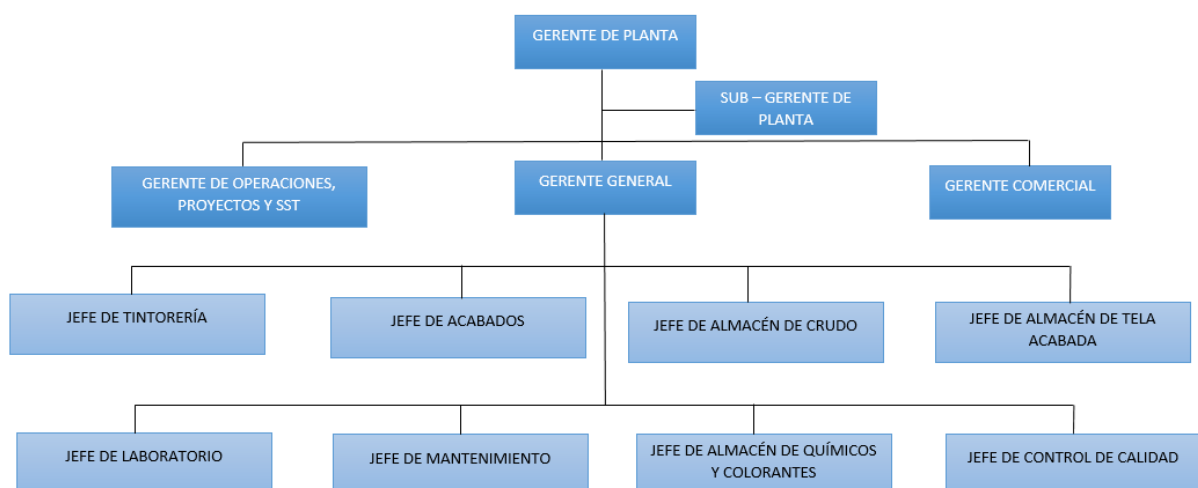 GERENTE DE PLANTA
SUB – GERENTE DE
PLANTA
GERENTE DE OPERACIONES,
PROYECTOS Y SST
GERENTE GENERAL
GERENTE COMERCIAL
JEFE DE TINTORERÍA
JEFE DE ACABADOS
JEFE DE ALMACÉN DE CRUDO
JEFE DE ALMACÉN DE TELA
ACABADA
JEFE DE LABORATORIO
JEFE DE MANTENIMIENTO
JEFE DE ALMACÉN DE QUÍMICOS
Y COLORANTES
JEFE DE CONTROL DE CALIDAD